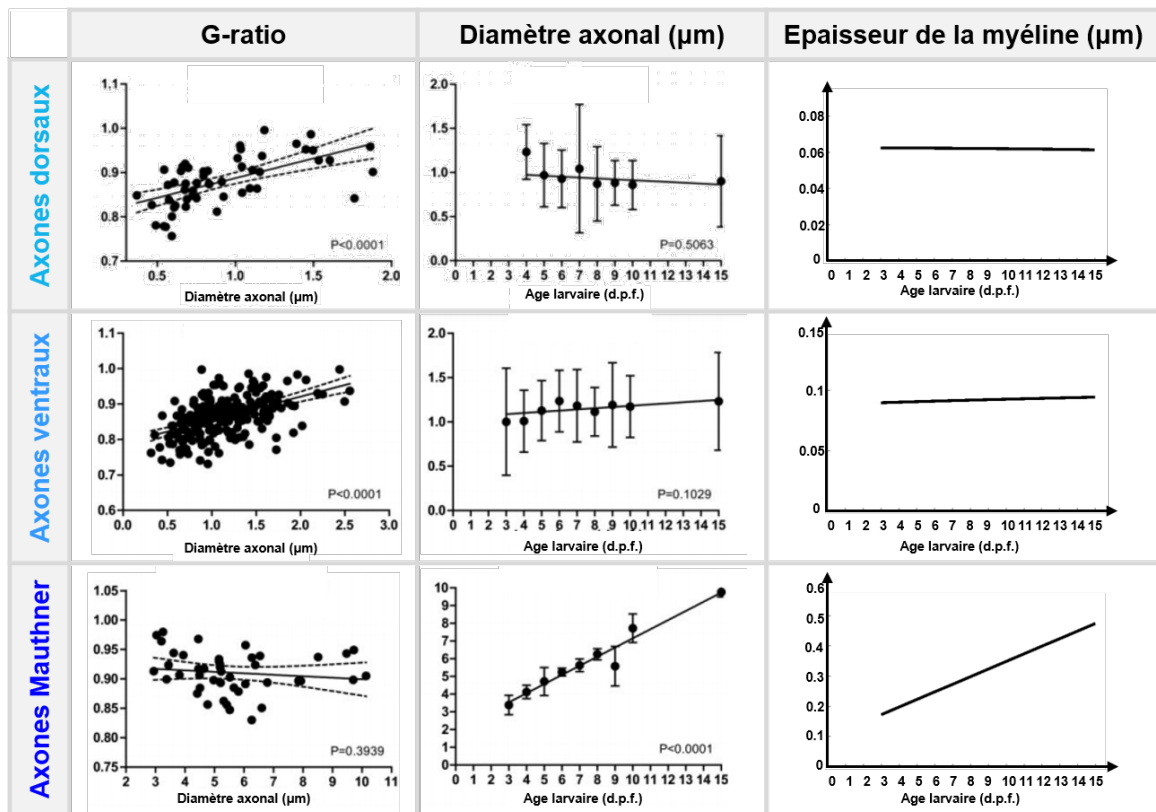 G-ratio
Diamètre axonal (µm)
Epaisseur de la myéline (µm)
Axones dorsaux
1.1
1.0
0.9
0.8
0.7
0.5 1.0 1.5 2.0
P<0.0001
Diamètre axonal (µm)
2.0
1.5
1.0
0.5
0.0
0 1 2 3 4 5 6 7 8 9 10 11 12 13 14 15
P=0.5063
Age larvaire (d.p.f.)
0.08
0.06
0.04
0.02
0
0 1 2 3 4 5 6 7 8 9 10 11 12 13 14 15
Age larvaire (d.p.f.)
Axones ventraux
1.1
1.0
0.9
0.8
0.7
0.6
0.0 0.5 1.0 1.5 2.0 2.5 3.0
P<0.0001
Diamètre axonal (µm)
2.0
1.5
1.0
0.5
0.0
0 1 2 3 4 5 6 7 8 9 10 11 12 13 14 15
P=0.1029
Age larvaire (d.p.f.)
0.15
0.1
0.05
0
0 1 2 3 4 5 6 7 8 9 10 11 12 13 14 15
Age larvaire (d.p.f.)
Axones Mauthner
1.05
1.00
0.95
0.90
0.85
0.80
0.75
2 3 4 5 6 7 8 9 10 11
P=0.3939
Diamètre axonal (µm)
10
9
8
7
6
5
4
3
2
1
0
0 1 2 3 4 5 6 7 8 9 10 11 12 13 14 15
P<0.0001
Age larvaire (d.p.f.)
0.6
0.5
0.4
0.3
0.2
0.1
0
0 1 2 3 4 5 6 7 8 9 10 11 12 13 14 15
Age larvaire (d.p.f.)